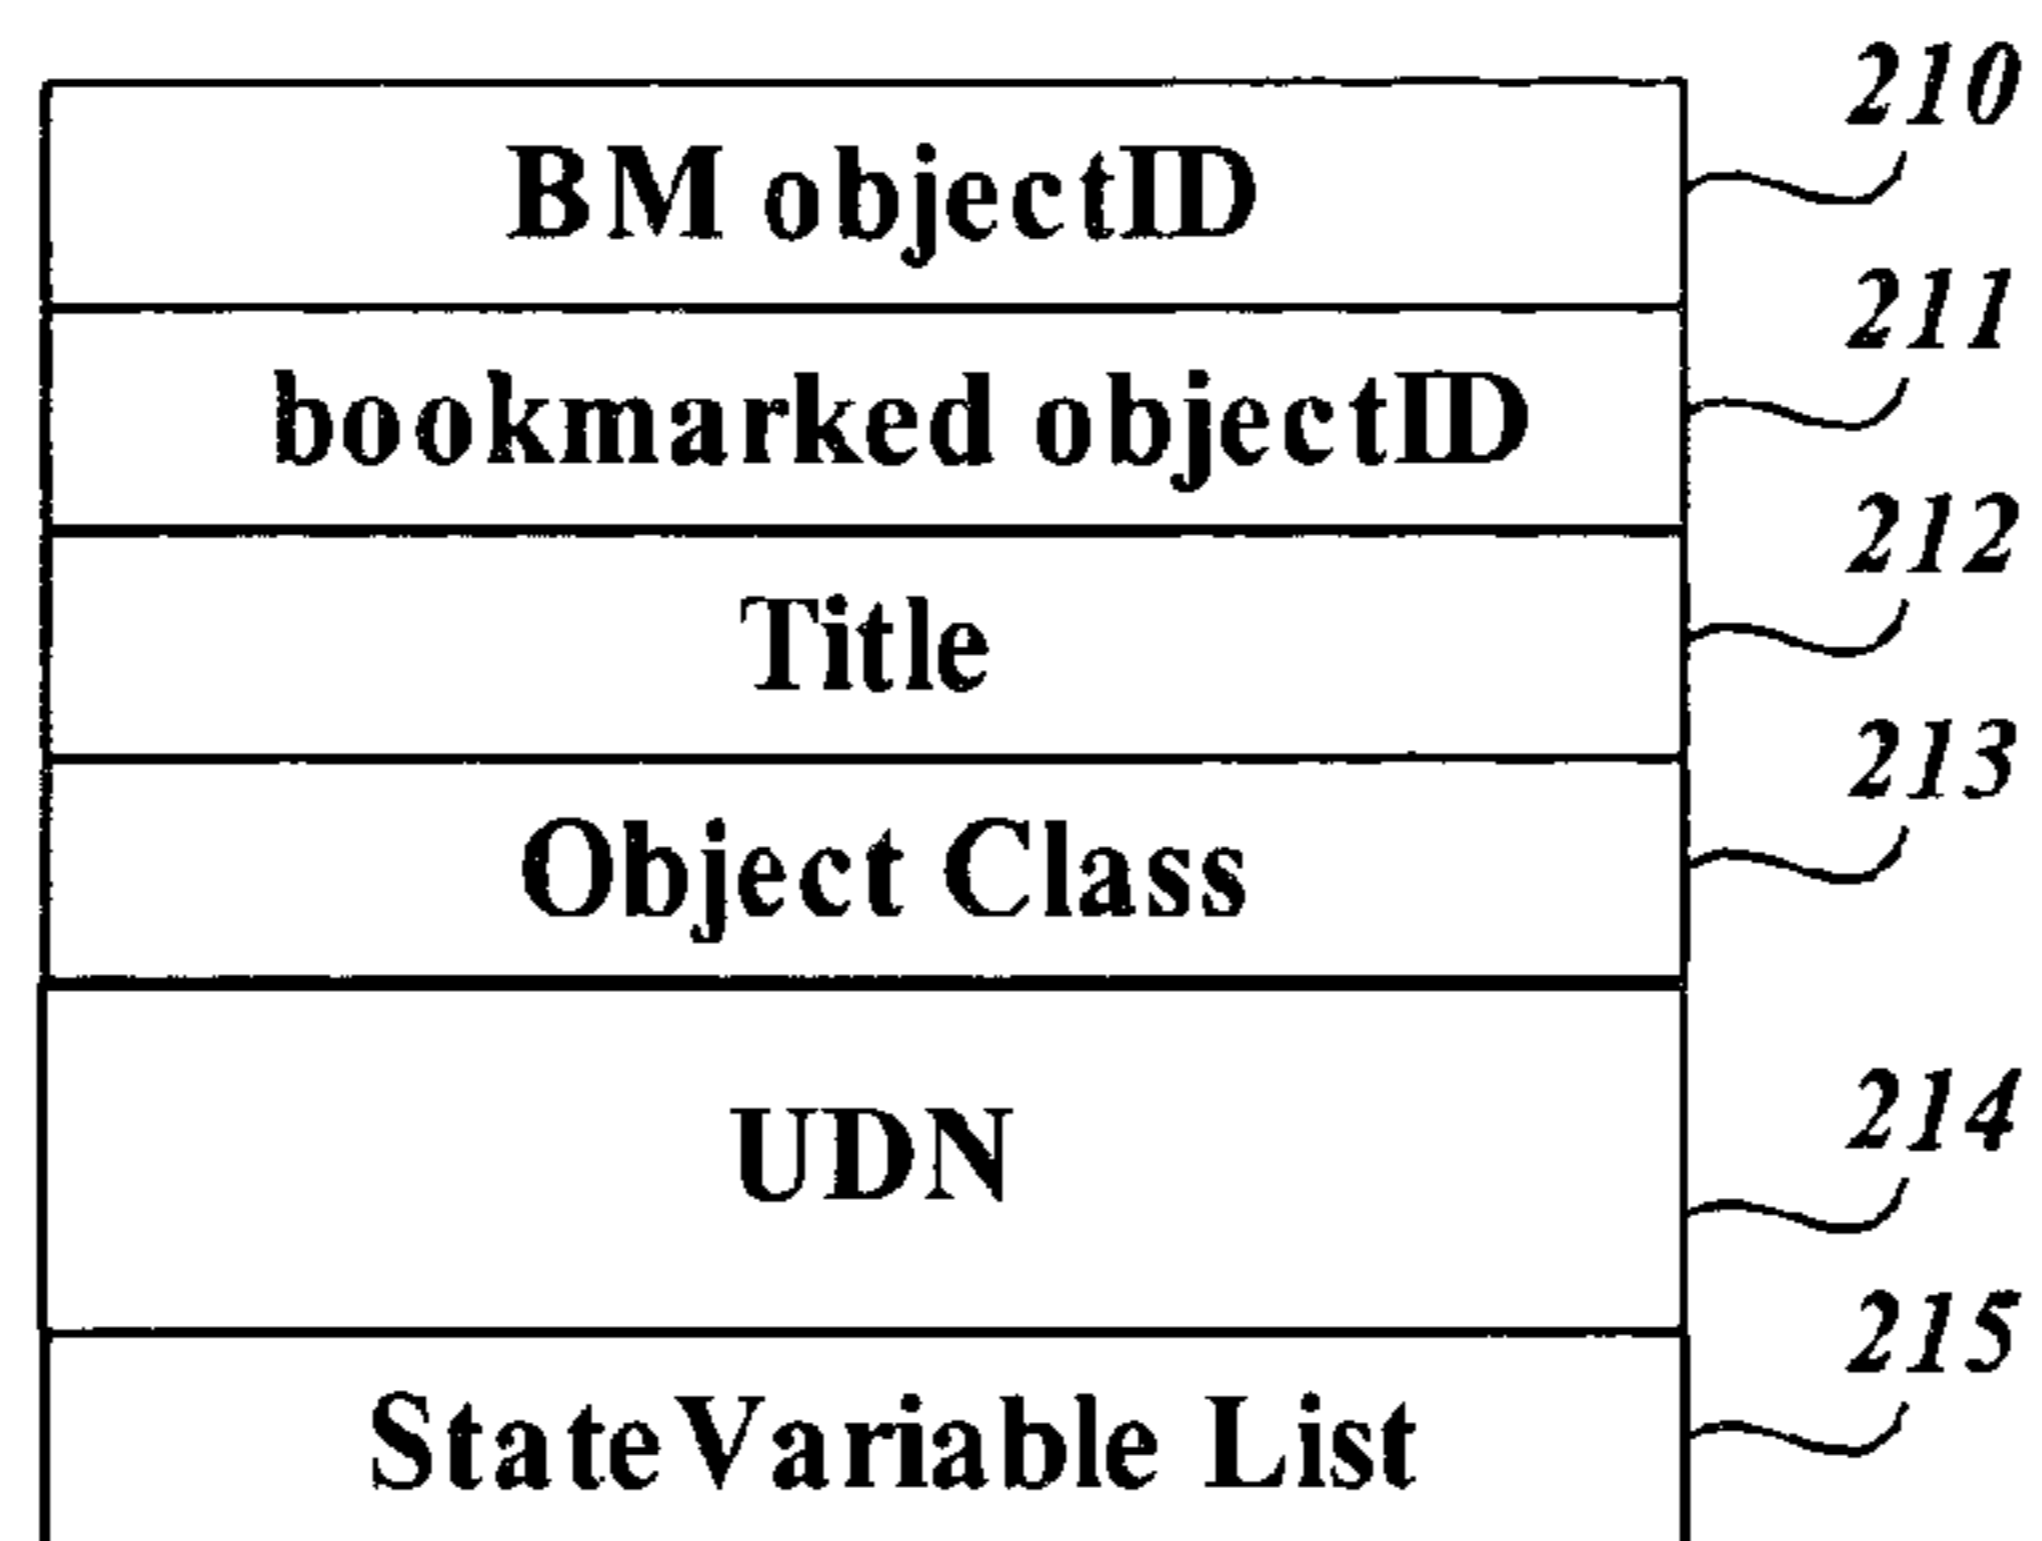 210
BM objectID
211
bookmarked objectID
212
Title
213
Object Class
214
UDN
215
StateVariable List